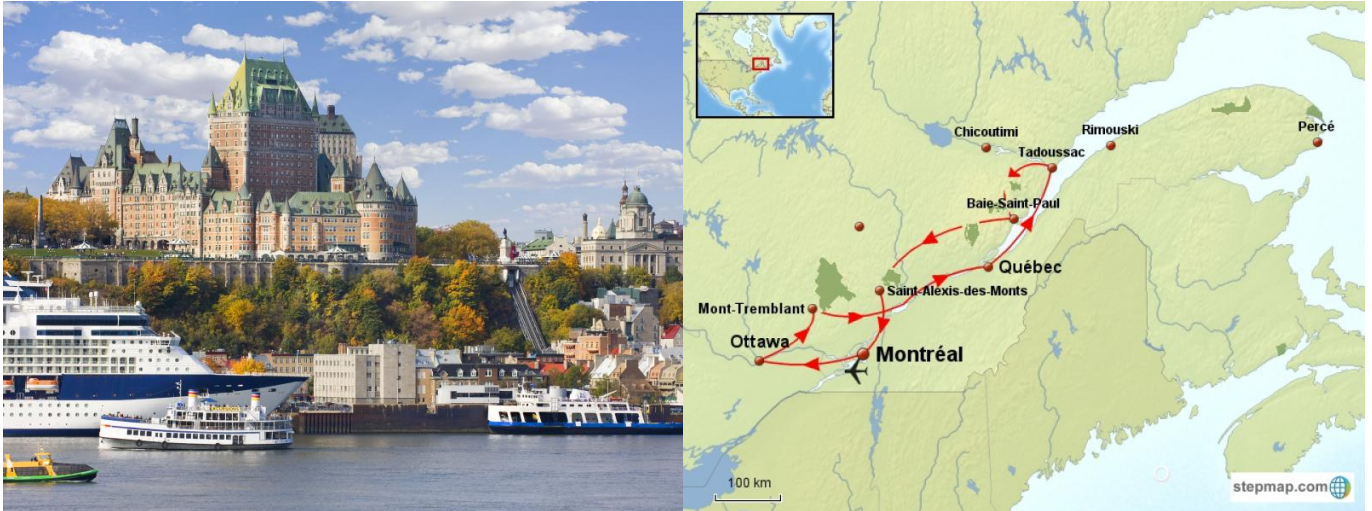 Chicoutimi
Rimouski
Percé
Tadoussac
Baie-Saint-Paul
Québec
Saint-Alexis-des-Monts
Mont-Tremblant
Ottawa
Montréal
100 km
stepmap.com